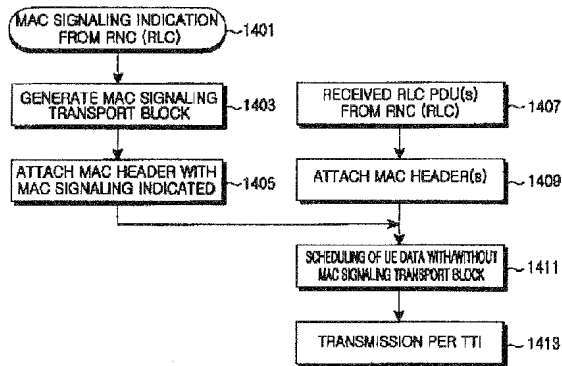 MAC SIGNALING INDICATION
FROM RNC (RLC)
1401
GENERATE MAC SIGNALING
TRANSPORT BLOCK
1403
ATTACH MAC HEADER WITH
MAC SIGNALING INDICATED
1405
RECEIVED RLC PDU(s)
FROM RNC (RLC)
1407
ATTACH MAC HEADER(s)
1409
SCHEDULING OF UE DATA WITH/WITHOUT
MAC SIGNALING TRANSPORT BLOCK
1411
TRANSMISSION PER TTI
1413